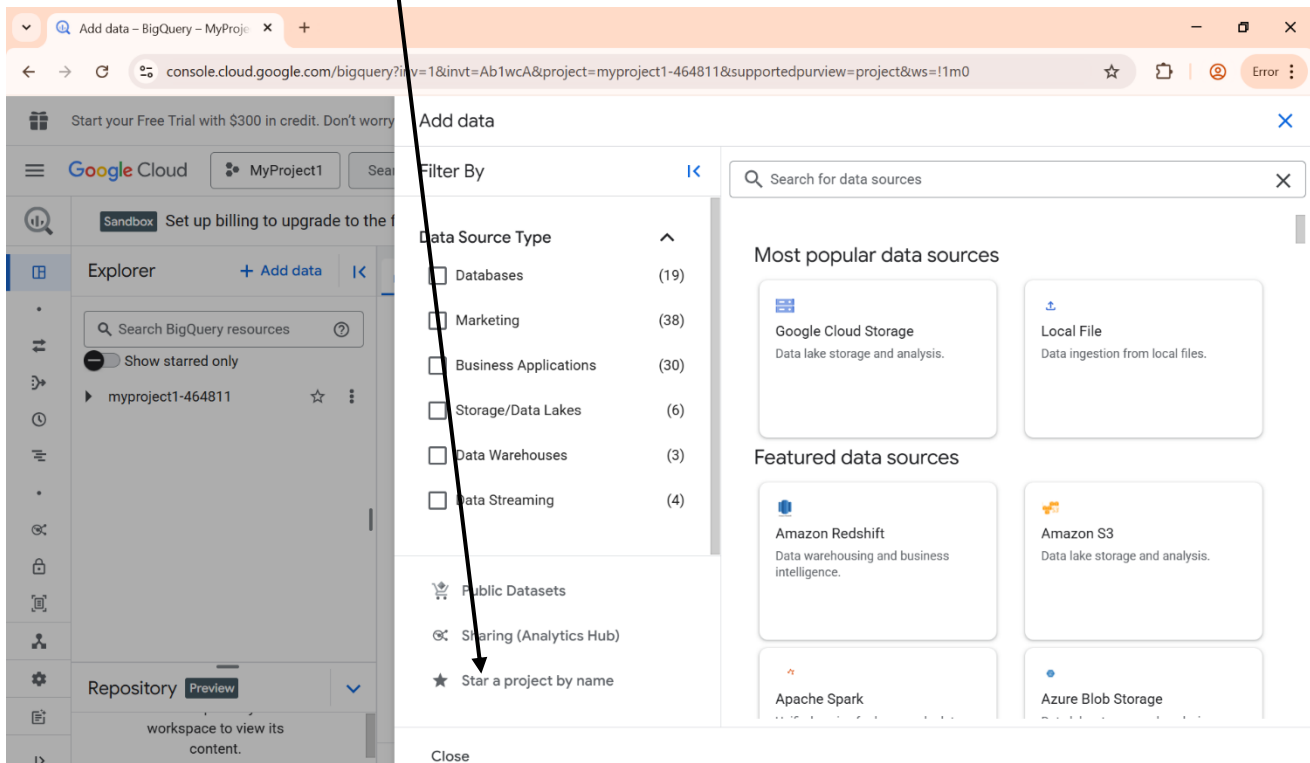 Add data – BigQuery – MyProje
console.cloud.google.com/bigquery?inv=1&invt=Ab1wcA&project=myproject1-464811&supportedpurview=project&ws=!1m0
Error
Start your Free Trial with $300 in credit. Don't worry
Google Cloud
MyProject1
Sear
Sandbox Set up billing to upgrade to the f
Explorer
+ Add data
Search BigQuery resources
Show starred only
myproject1-464811
Repository Preview
workspace to view its
content.
Add data
Filter By
Data Source Type
Databases (19)
Marketing (38)
Business Applications (30)
Storage/Data Lakes (6)
Data Warehouses (3)
Data Streaming (4)
Public Datasets
Sharing (Analytics Hub)
Star a project by name
Close
Search for data sources
Most popular data sources
Google Cloud Storage
Data lake storage and analysis.
Local File
Data ingestion from local files.
Featured data sources
Amazon Redshift
Data warehousing and business
intelligence.
Amazon S3
Data lake storage and analysis.
Apache Spark
Azure Blob Storage